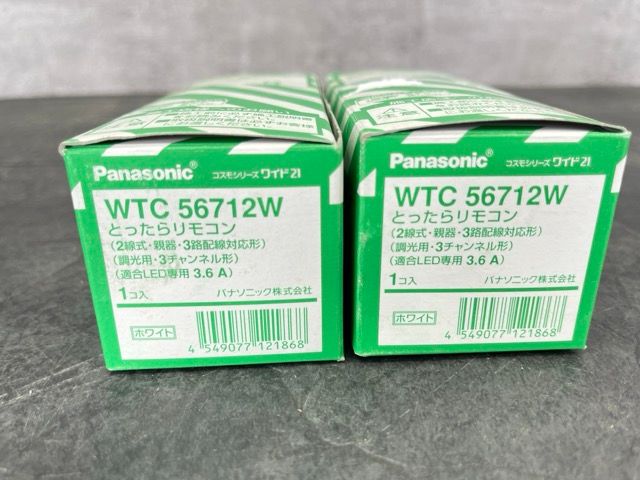 Panasonic® コスモシリーズ ワイド21
WTC 56712W
とったらリモコン
(2線式・親器・3路配線対応形)
(調光用・3チャンネル形)
(適合LED専用 3.6 A)
1コ入 パナソニック株式会社
ホワイト
4 549077 121868
Panasonic® コスモシリーズ ワイド21
WTC 56712W
とったらリモコン
(2線式・親器・3路配線対応形)
(調光用・3チャンネル形)
(適合LED専用 3.6 A)
1コ入 パナソニック株式会社
ホワイト
4 549077 121868